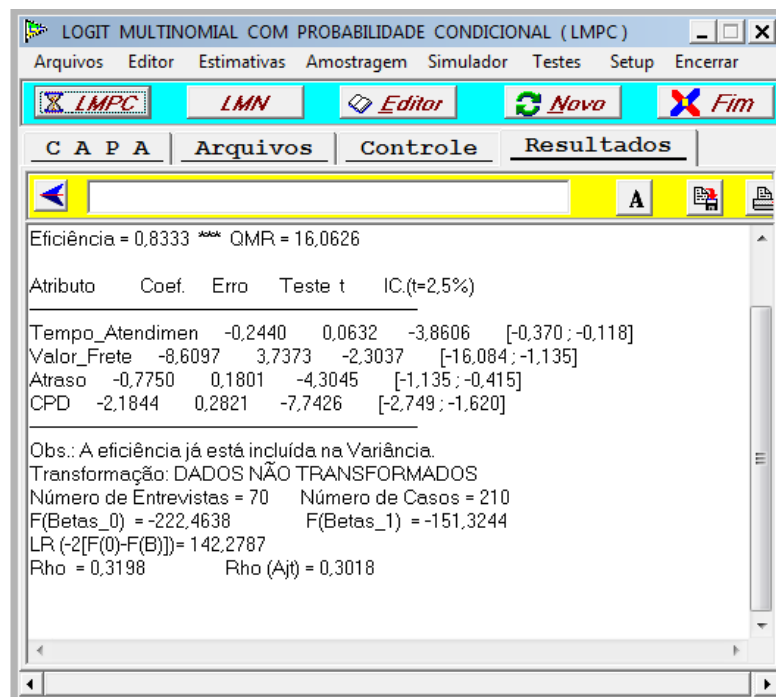 LOGIT MULTINOMIAL COM PROBABILIDADE CONDICIONAL ( LMPC )
Arquivos Editor Estimativas Amostragem Simulador Testes Setup Encerrar
LMPC LMN Editor Novo Fim
C A P A Arquivos Controle Resultados
A
Eficiência = 0,8333 *** QMR = 16,0626
Atributo Coef. Erro Teste t IC.(t=2,5%)
Tempo_Atendimen -0,2440 0,0632 -3,8606 [-0,370 ; -0,118]
Valor_Frete -8,6097 3,7373 -2,3037 [-16,084 ; -1,135]
Atraso -0,7750 0,1801 -4,3045 [-1,135 ; -0,415]
CPD -2,1844 0,2821 -7,7426 [-2,749 ; -1,620]
Obs.: A eficiência já está incluída na Variância.
Transformação: DADOS NÃO TRANSFORMADOS
Número de Entrevistas = 70 Número de Casos = 210
F(Betas_0) = -222,4638 F(Betas_1) = -151,3244
LR (-2[F(0)-F(B)])= 142,2787
Rho = 0,3198 Rho (Ajt) = 0,3018